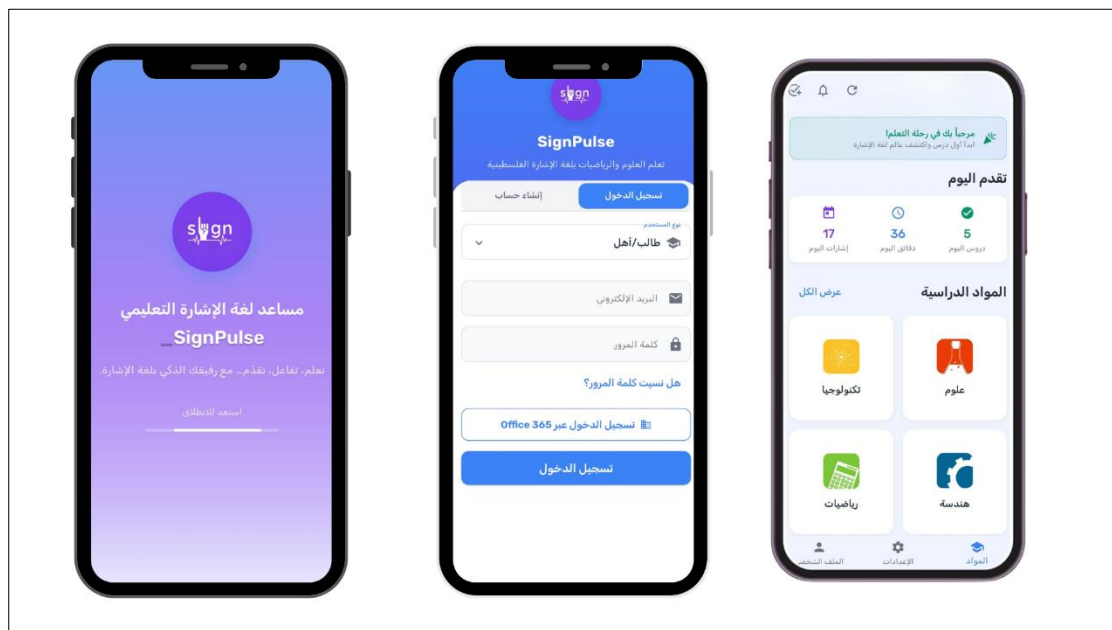 sign
مساعد لغة الإشارة التعليمي
SignPulse_
تعلم، تفاعل، تقدّم... مع رفيقك الذكي بلغة الإشارة.
استعد للانطلاق
sign
SignPulse
تعلم العلوم والرياضيات بلغة الإشارة الفلسطينية
تسجيل الدخول
إنشاء حساب
نوع المستخدم
طالب/أهل
البريد الإلكتروني
كلمة المرور
هل نسيت كلمة المرور؟
تسجيل الدخول عبر Office 365
تسجيل الدخول
مرحباً بك في رحلة التعلم!
ابدأ أول درس واكتشف عالم لغة الإشارة
تقدم اليوم
5 36 17
دروس اليوم دقائق اليوم إشارات اليوم
المواد الدراسية عرض الكل
علوم تكنولوجيا
هندسة رياضيات
المواد الإعدادات الملف الشخصـ